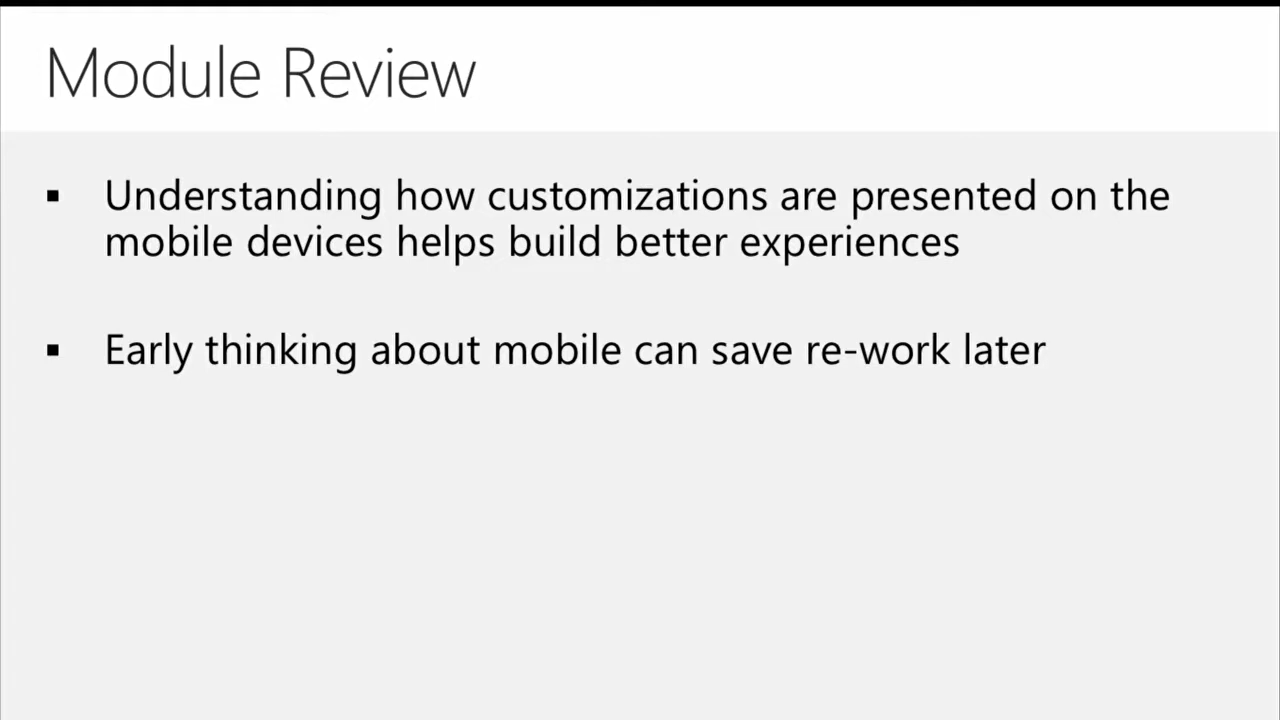 Module Review
▪ Understanding how customizations are presented on the
mobile devices helps build better experiences
▪ Early thinking about mobile can save re-work later